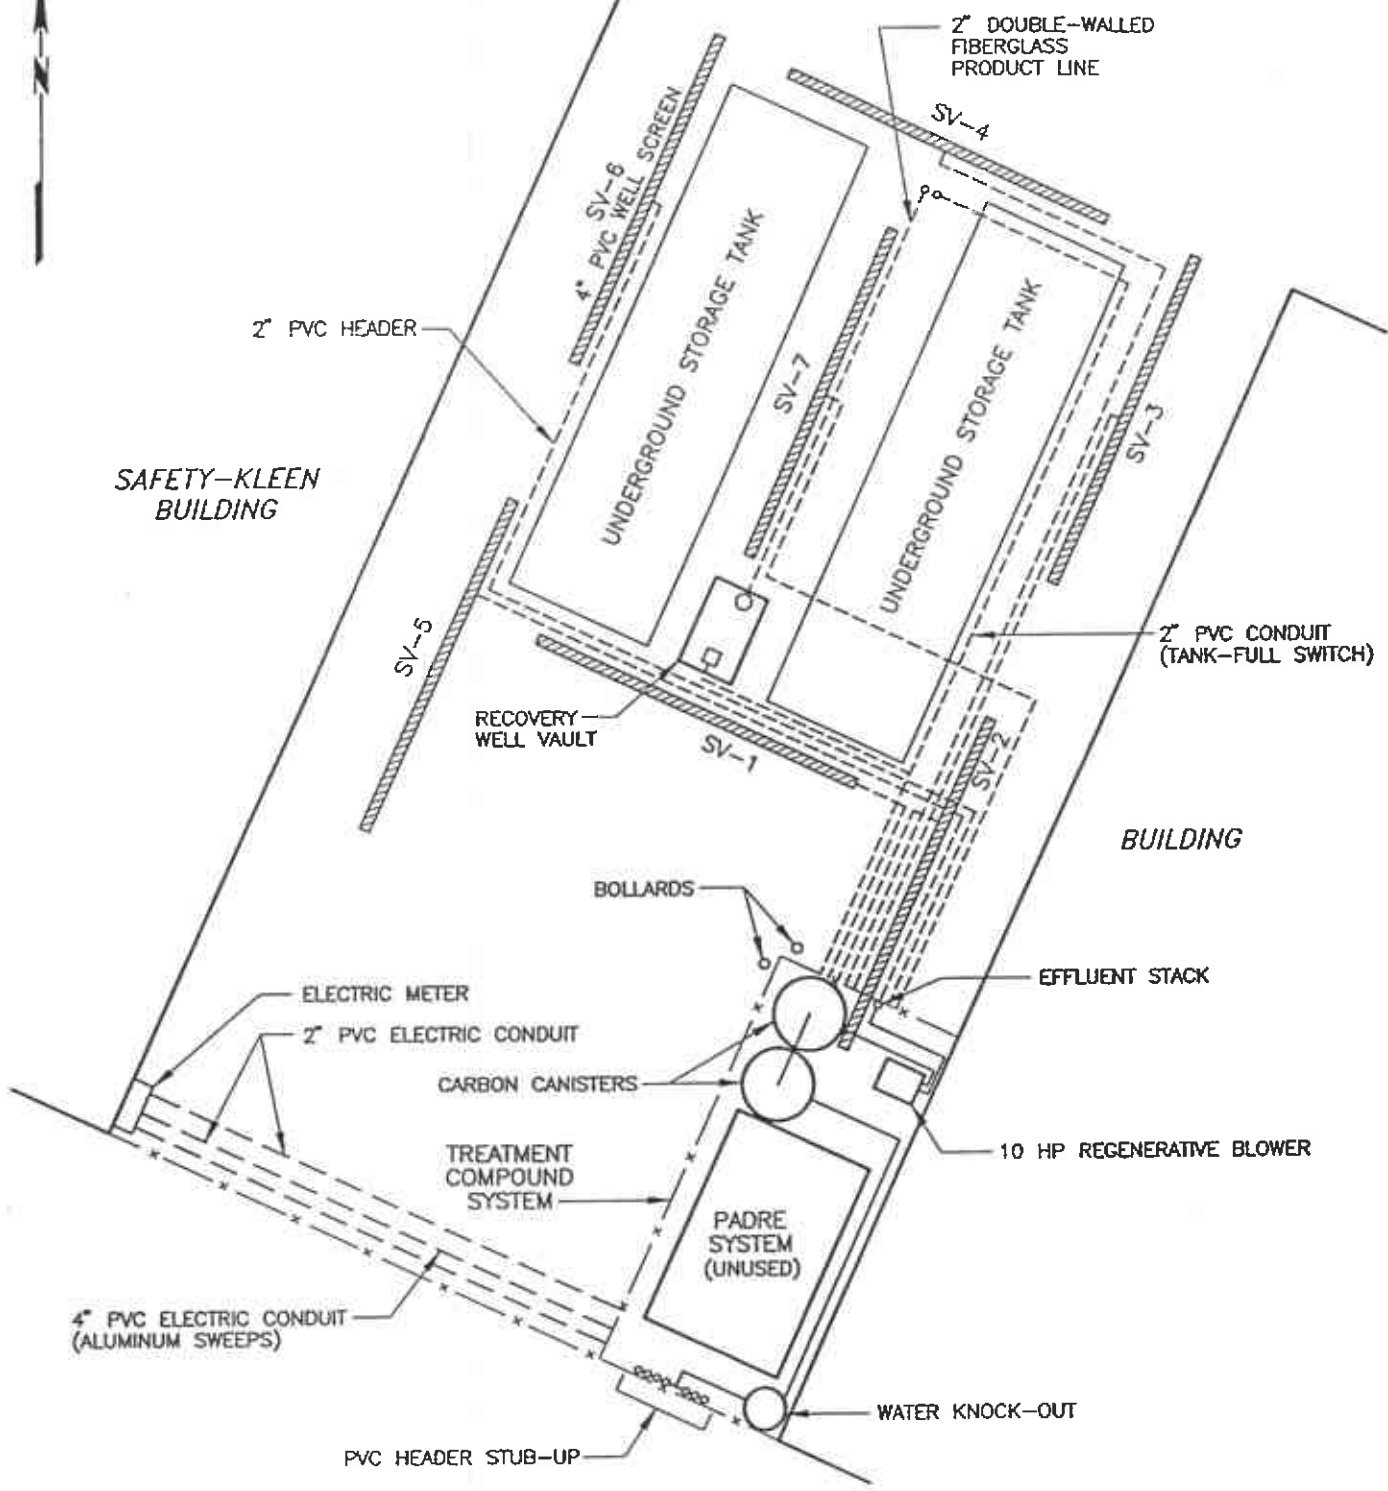 N
2" DOUBLE-WALLED
FIBERGLASS
PRODUCT LINE
SV-4
SV-6
4" PVC WELL SCREEN
UNDERGROUND STORAGE TANK
2" PVC HEADER
SV-7
UNDERGROUND STORAGE TANK
SV-3
SAFETY-KLEEN
BUILDING
SV-5
2" PVC CONDUIT
(TANK-FULL SWITCH)
RECOVERY
WELL VAULT
SV-1
SV-2
BUILDING
BOLLARDS
EFFLUENT STACK
ELECTRIC METER
2" PVC ELECTRIC CONDUIT
CARBON CANISTERS
10 HP REGENERATIVE BLOWER
TREATMENT
COMPOUND
SYSTEM
PADRE
SYSTEM
(UNUSED)
4" PVC ELECTRIC CONDUIT
(ALUMINUM SWEEPS)
WATER KNOCK-OUT
PVC HEADER STUB-UP